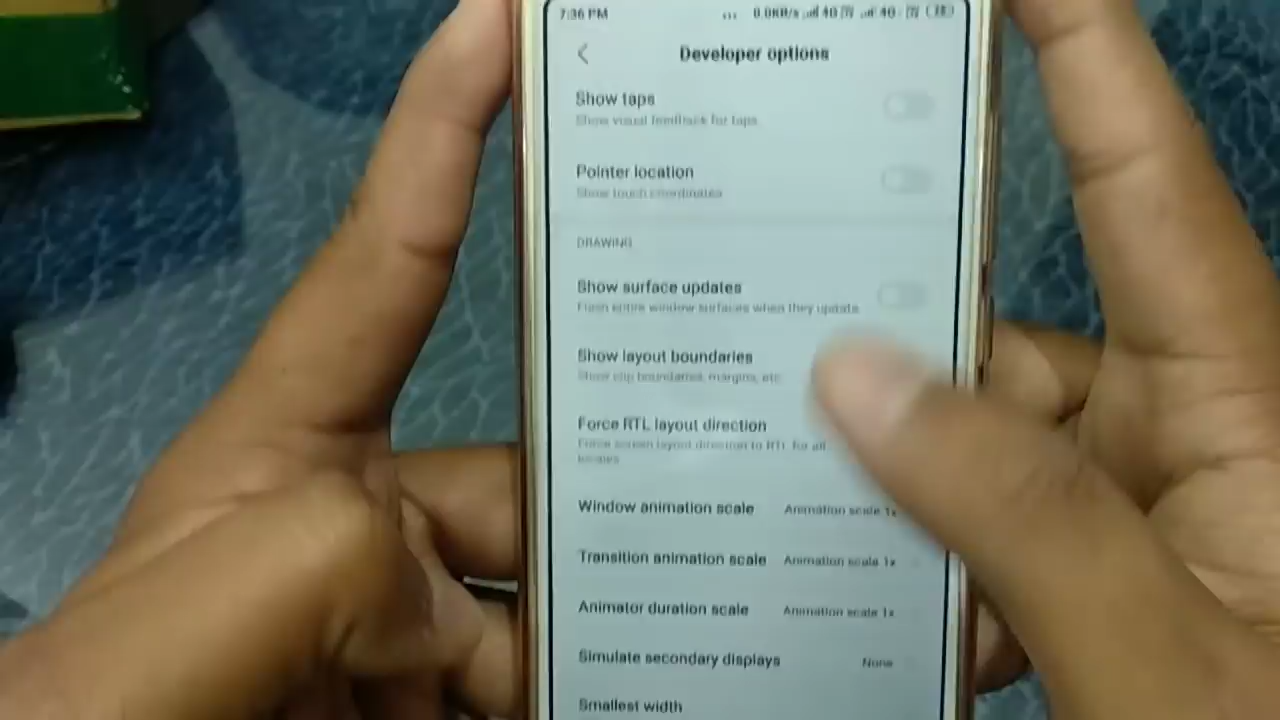 7:36 PM ... 0.0KB/s 4G 4G
Developer options
Show taps
Show visual feedback for taps
Pointer location
Show touch coordinates
DRAWING
Show surface updates
Flash entire window surfaces when they update
Show layout boundaries
Show clip boundaries, margins, etc.
Force RTL layout direction
Force screen layout direction to RTL for all
locales
Window animation scale Animation scale 1x
Transition animation scale Animation scale 1x
Animator duration scale Animation scale 1x
Simulate secondary displays None
Smallest width